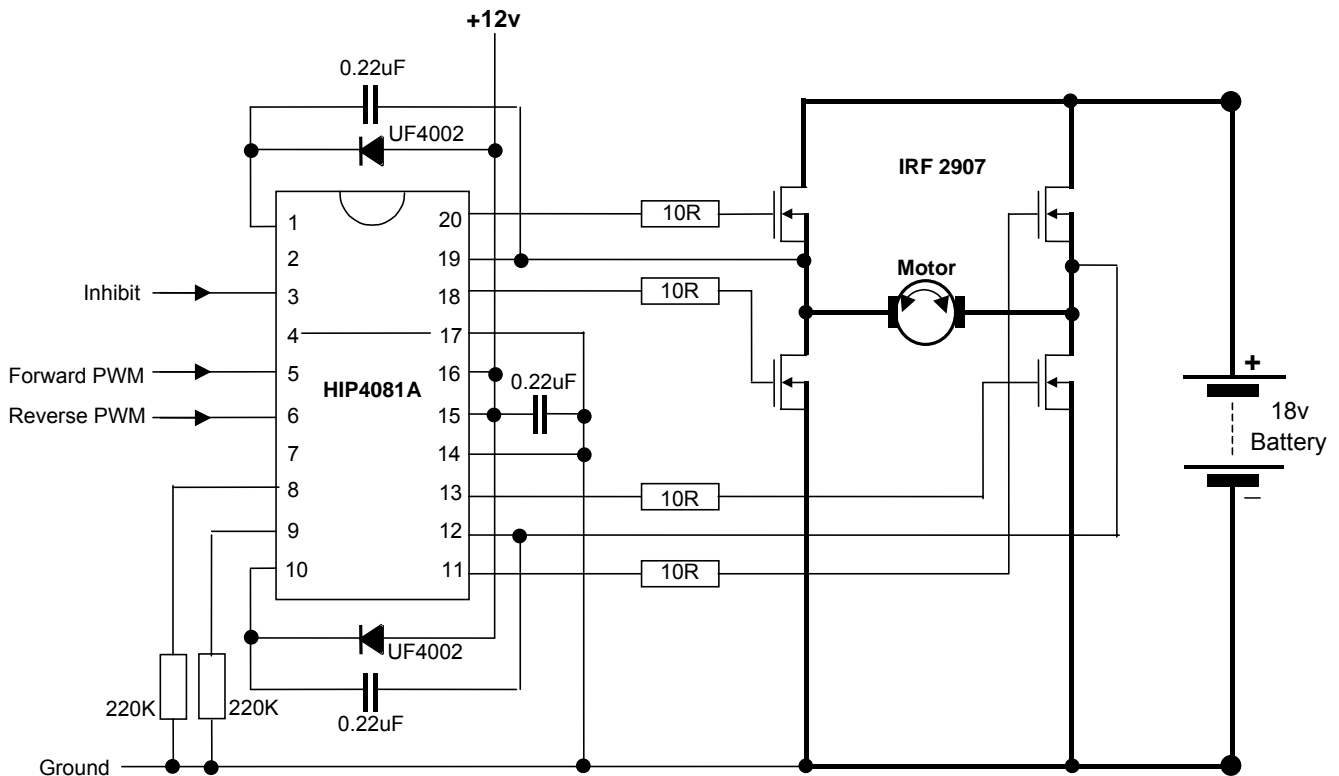 +12v
0.22uF
UF4002
IRF 2907
1
20
10R
2
19
Motor
Inhibit
3
18
10R
4
17
Forward PWM
5
16
0.22uF
+
HIP4081A
Reverse PWM
6
15
18v
Battery
7
14
8
13
10R
–
9
12
10
11
10R
UF4002
220K
220K
0.22uF
Ground